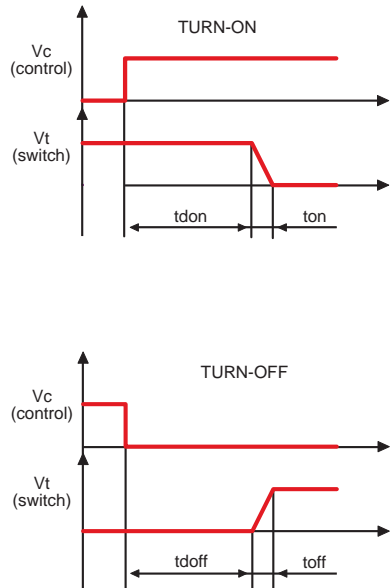 TURN-ON
Vc
(control)
Vt
(switch)
tdon
ton
TURN-OFF
Vc
(control)
Vt
(switch)
tdoff
toff